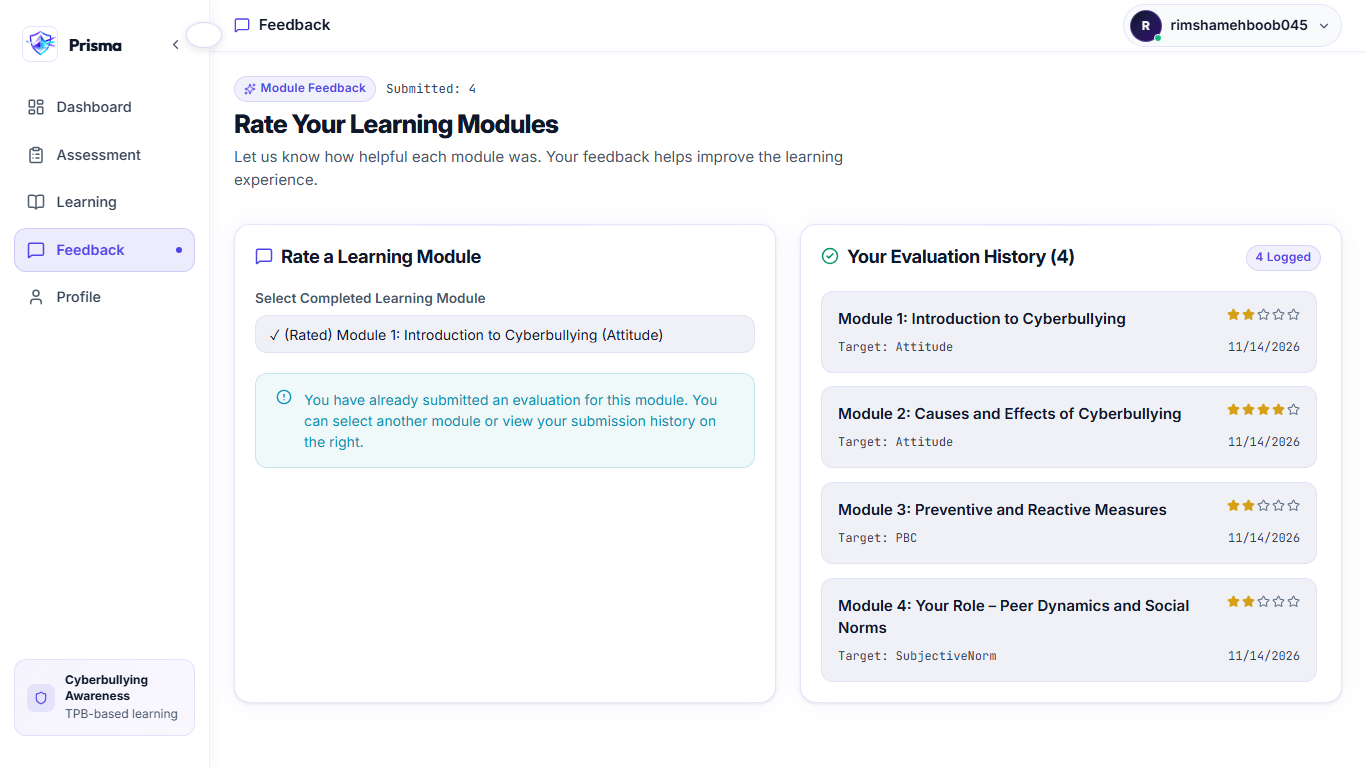 Prisma
Dashboard
Assessment
Learning
Feedback
Profile
Cyberbullying
Awareness
TPB-based learning
Feedback
R
rimshamehboob045
Module Feedback
Submitted: 4
Rate Your Learning Modules
Let us know how helpful each module was. Your feedback helps improve the learning
experience.
Rate a Learning Module
Select Completed Learning Module
✓ (Rated) Module 1: Introduction to Cyberbullying (Attitude)
You have already submitted an evaluation for this module. You
can select another module or view your submission history on
the right.
Your Evaluation History (4)
4 Logged
Module 1: Introduction to Cyberbullying
Target: Attitude
11/14/2026
Module 2: Causes and Effects of Cyberbullying
Target: Attitude
11/14/2026
Module 3: Preventive and Reactive Measures
Target: PBC
11/14/2026
Module 4: Your Role – Peer Dynamics and Social
Norms
Target: SubjectiveNorm
11/14/2026